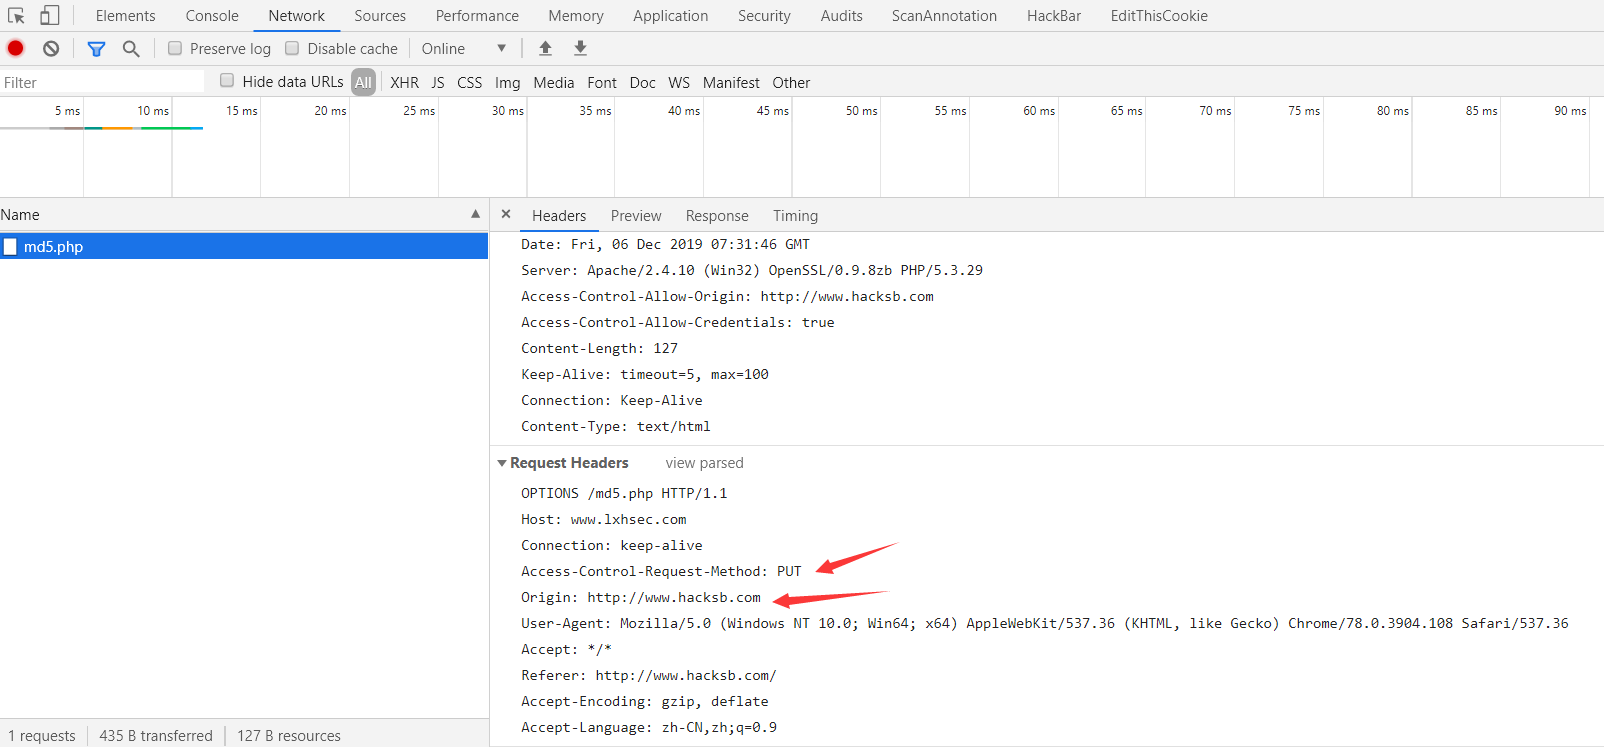 Elements Console Network Sources Performance Memory Application Security Audits ScanAnnotation HackBar EditThisCookie
Preserve log Disable cache Online
Filter Hide data URLs All XHR JS CSS Img Media Font Doc WS Manifest Other
5 ms 10 ms 15 ms 20 ms 25 ms 30 ms 35 ms 40 ms 45 ms 50 ms 55 ms 60 ms 65 ms 70 ms 75 ms 80 ms 85 ms 90 ms
Name
md5.php
Headers Preview Response Timing
Date: Fri, 06 Dec 2019 07:31:46 GMT
Server: Apache/2.4.10 (Win32) OpenSSL/0.9.8zb PHP/5.3.29
Access-Control-Allow-Origin: http://www.hacksb.com
Access-Control-Allow-Credentials: true
Content-Length: 127
Keep-Alive: timeout=5, max=100
Connection: Keep-Alive
Content-Type: text/html
Request Headers view parsed
OPTIONS /md5.php HTTP/1.1
Host: www.lxhsec.com
Connection: keep-alive
Access-Control-Request-Method: PUT
Origin: http://www.hacksb.com
User-Agent: Mozilla/5.0 (Windows NT 10.0; Win64; x64) AppleWebKit/537.36 (KHTML, like Gecko) Chrome/78.0.3904.108 Safari/537.36
Accept: */*
Referer: http://www.hacksb.com/
Accept-Encoding: gzip, deflate
Accept-Language: zh-CN,zh;q=0.9
1 requests 435 B transferred 127 B resources